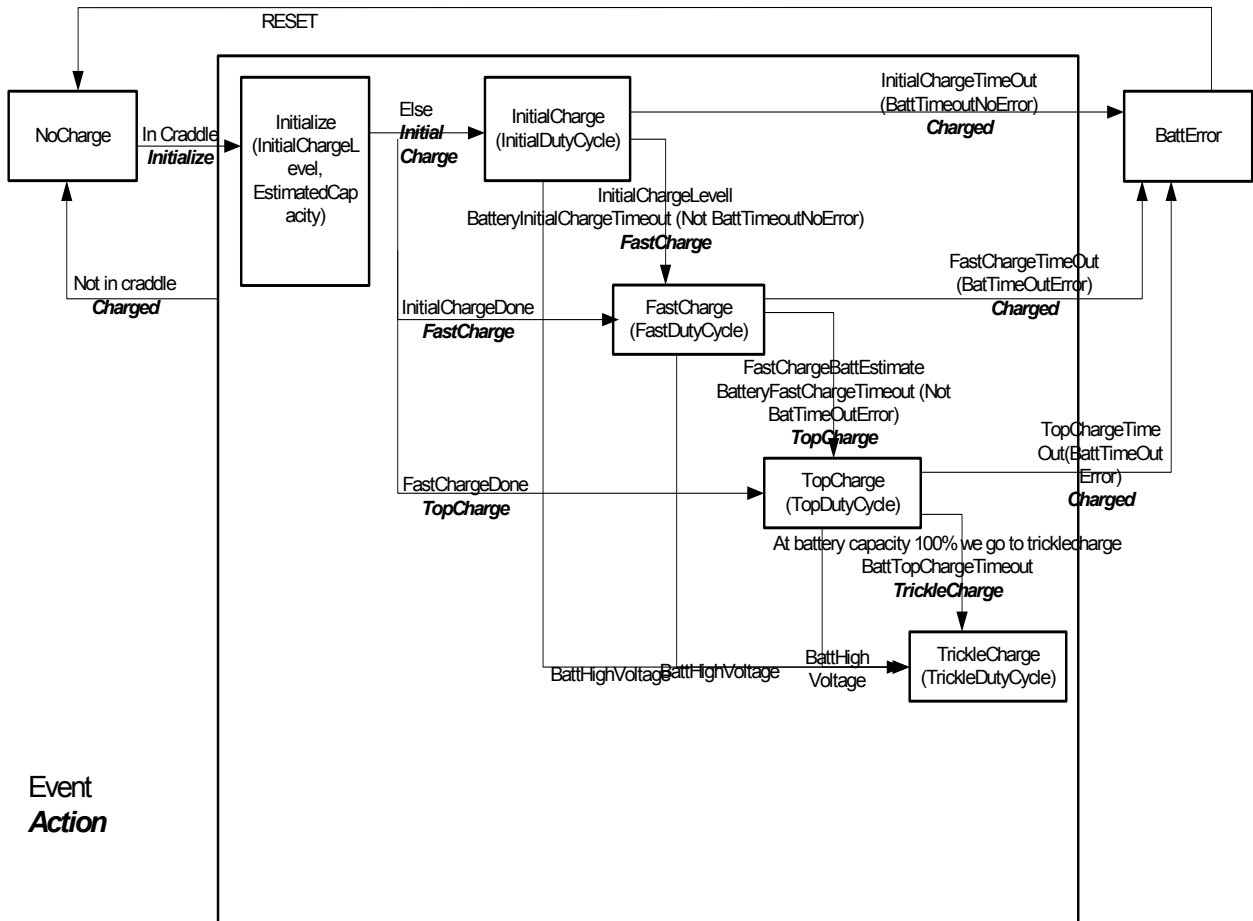 RESET
NoCharge
In Craddle
Initialize
Not in craddle
Charged
Initialize
(InitialChargeL
evel,
EstimatedCap
acity)
Else
Initial
Charge
InitialCharge
(InitialDutyCycle)
InitialChargeTimeOut
(BattTimeoutNoError)
Charged
BattError
InitialChargeLevelI
BatteryInitialChargeTimeout (Not BattTimeoutNoError)
FastCharge
InitialChargeDone
FastCharge
FastCharge
(FastDutyCycle)
FastChargeTimeOut
(BatTimeOutError)
Charged
FastChargeBattEstimate
BatteryFastChargeTimeout (Not
BatTimeOutError)
TopCharge
FastChargeDone
TopCharge
TopCharge
(TopDutyCycle)
TopChargeTime
Out(BattTimeOut
Error)
Charged
At battery capacity 100% we go to tricklecharge
BattTopChargeTimeout
TrickleCharge
BattHighVoltage
BattHighVoltage
BattHigh
Voltage
TrickleCharge
(TrickleDutyCycle)
Event
Action